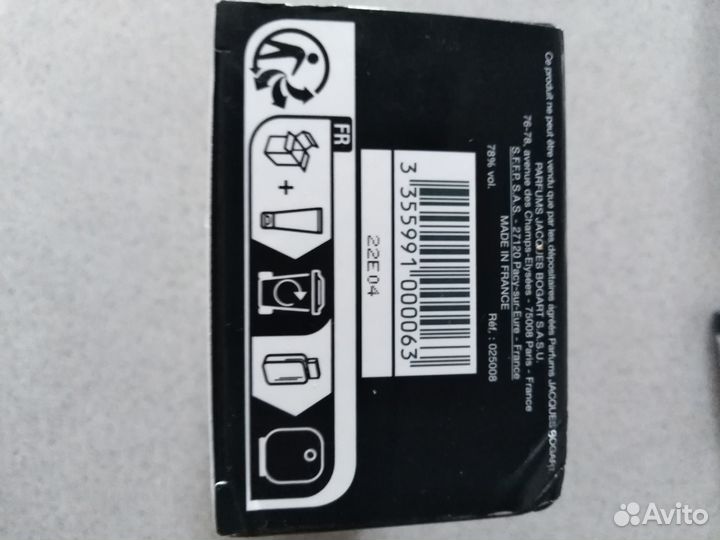 Ce produit ne peut être vendu que par les dépositaires agréés Parfums JACQUES BOGART
PARFUMS JACQUES BOGART S.A.S.U.
76-78, avenue des Champs-Elysées - 75008 Paris - France
S.F.F.P. S.A.S. - 27120 Pacy-sur-Eure - France
MADE IN FRANCE
78% vol.
Réf. : 025008
3 355991 000063
22E04
FR
Avito